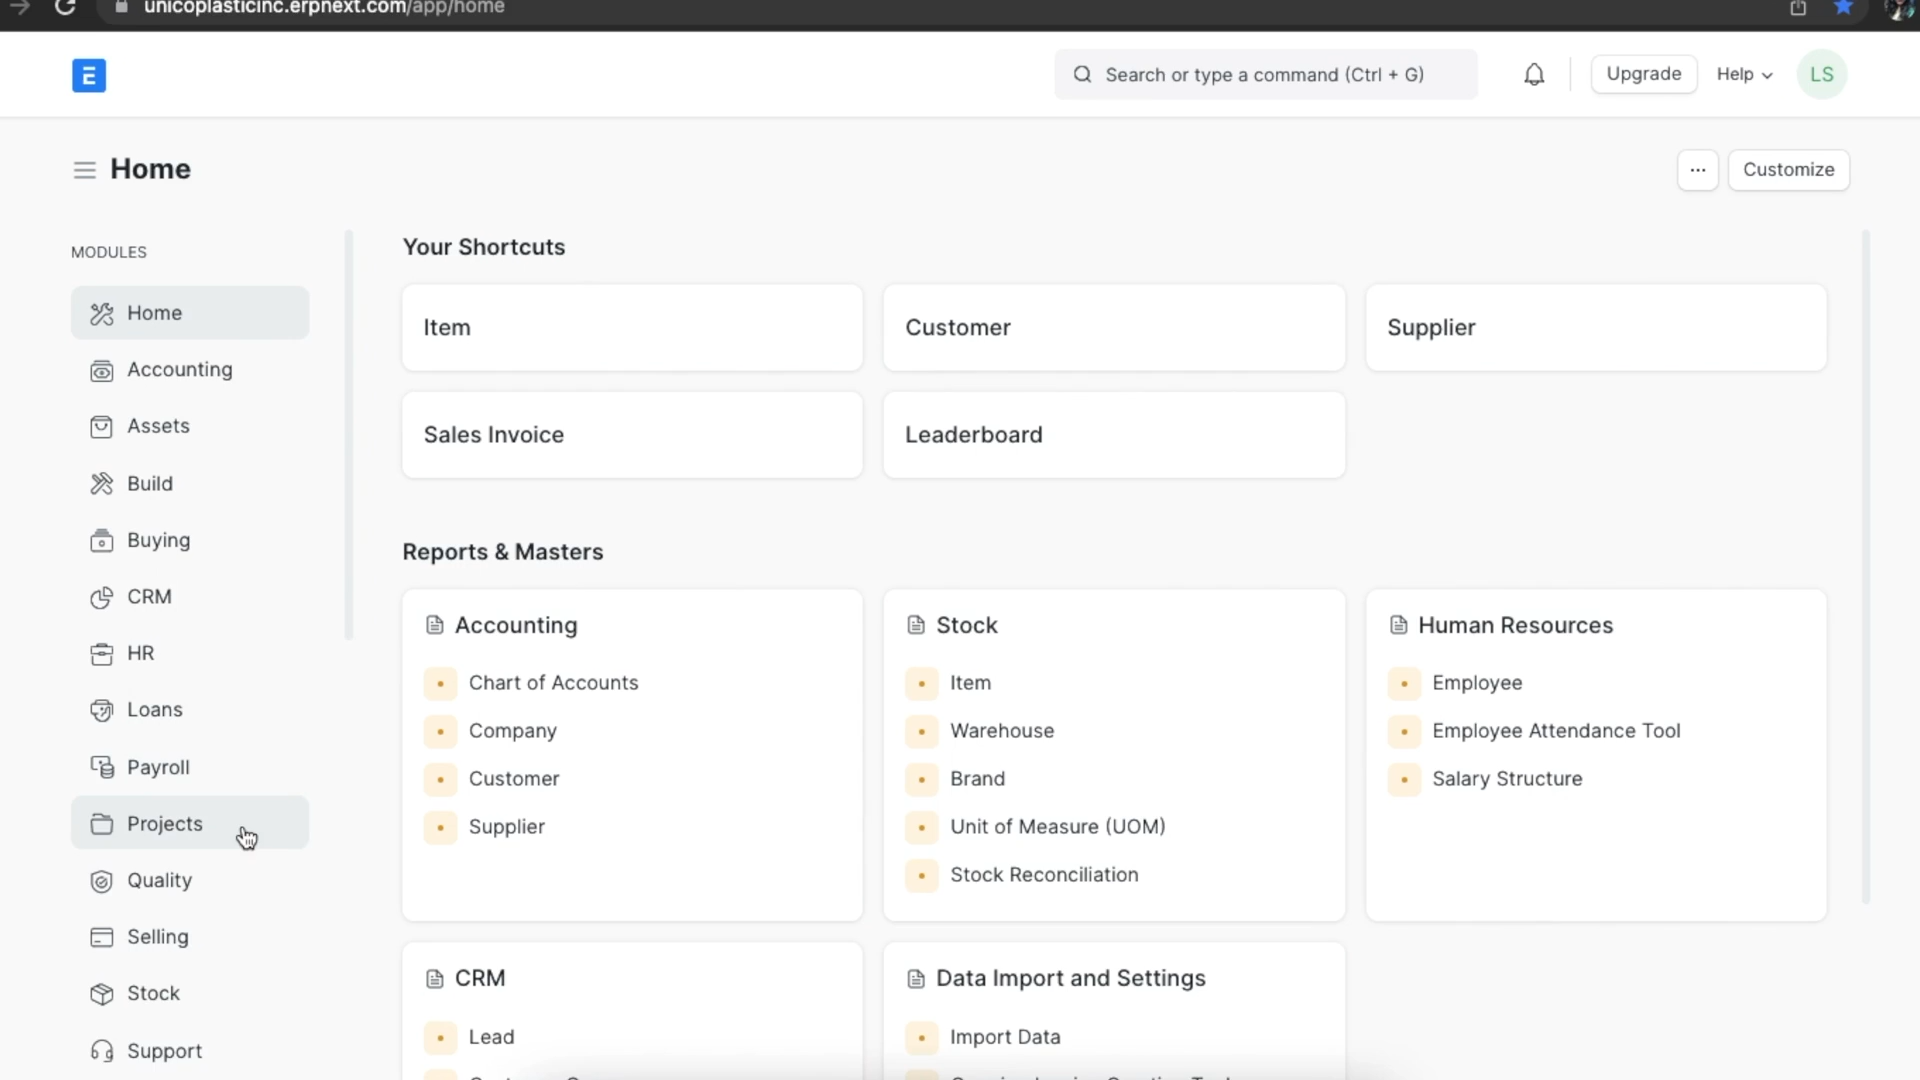 unicoplasticinc.erpnext.com/app/home
E
Search or type a command (Ctrl + G)
Upgrade
Help
LS
Home
...
Customize
MODULES
Home
Accounting
Assets
Build
Buying
CRM
HR
Loans
Payroll
Projects
Quality
Selling
Stock
Support
Your Shortcuts
Item
Customer
Supplier
Sales Invoice
Leaderboard
Reports & Masters
Accounting
Chart of Accounts
Company
Customer
Supplier
Stock
Item
Warehouse
Brand
Unit of Measure (UOM)
Stock Reconciliation
Human Resources
Employee
Employee Attendance Tool
Salary Structure
CRM
Lead
Data Import and Settings
Import Data